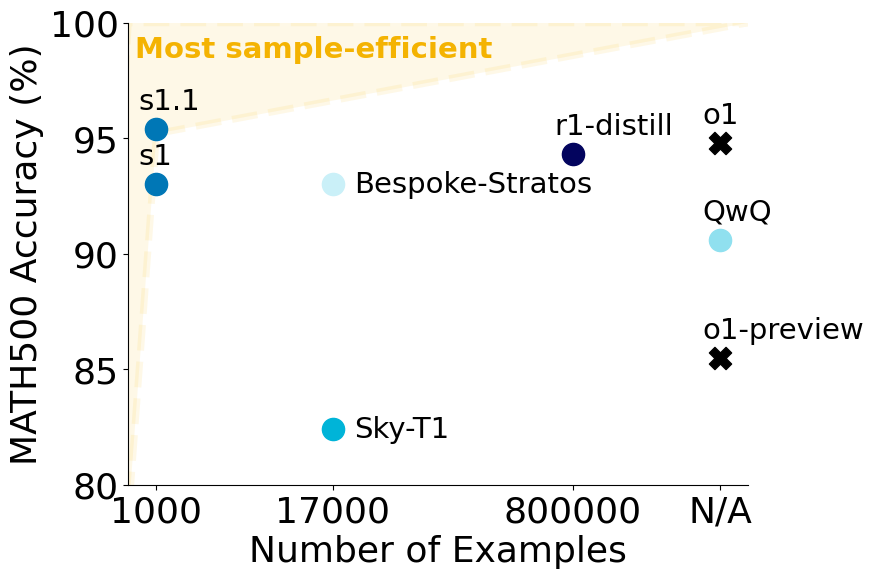 100
Most sample-efficient
s1.1
o1
r1-distill
95
s1
Bespoke-Stratos
QwQ
90
o1-preview
85
Sky-T1
80
1000
17000
800000
N/A
Number of Examples
MATH500 Accuracy (%)